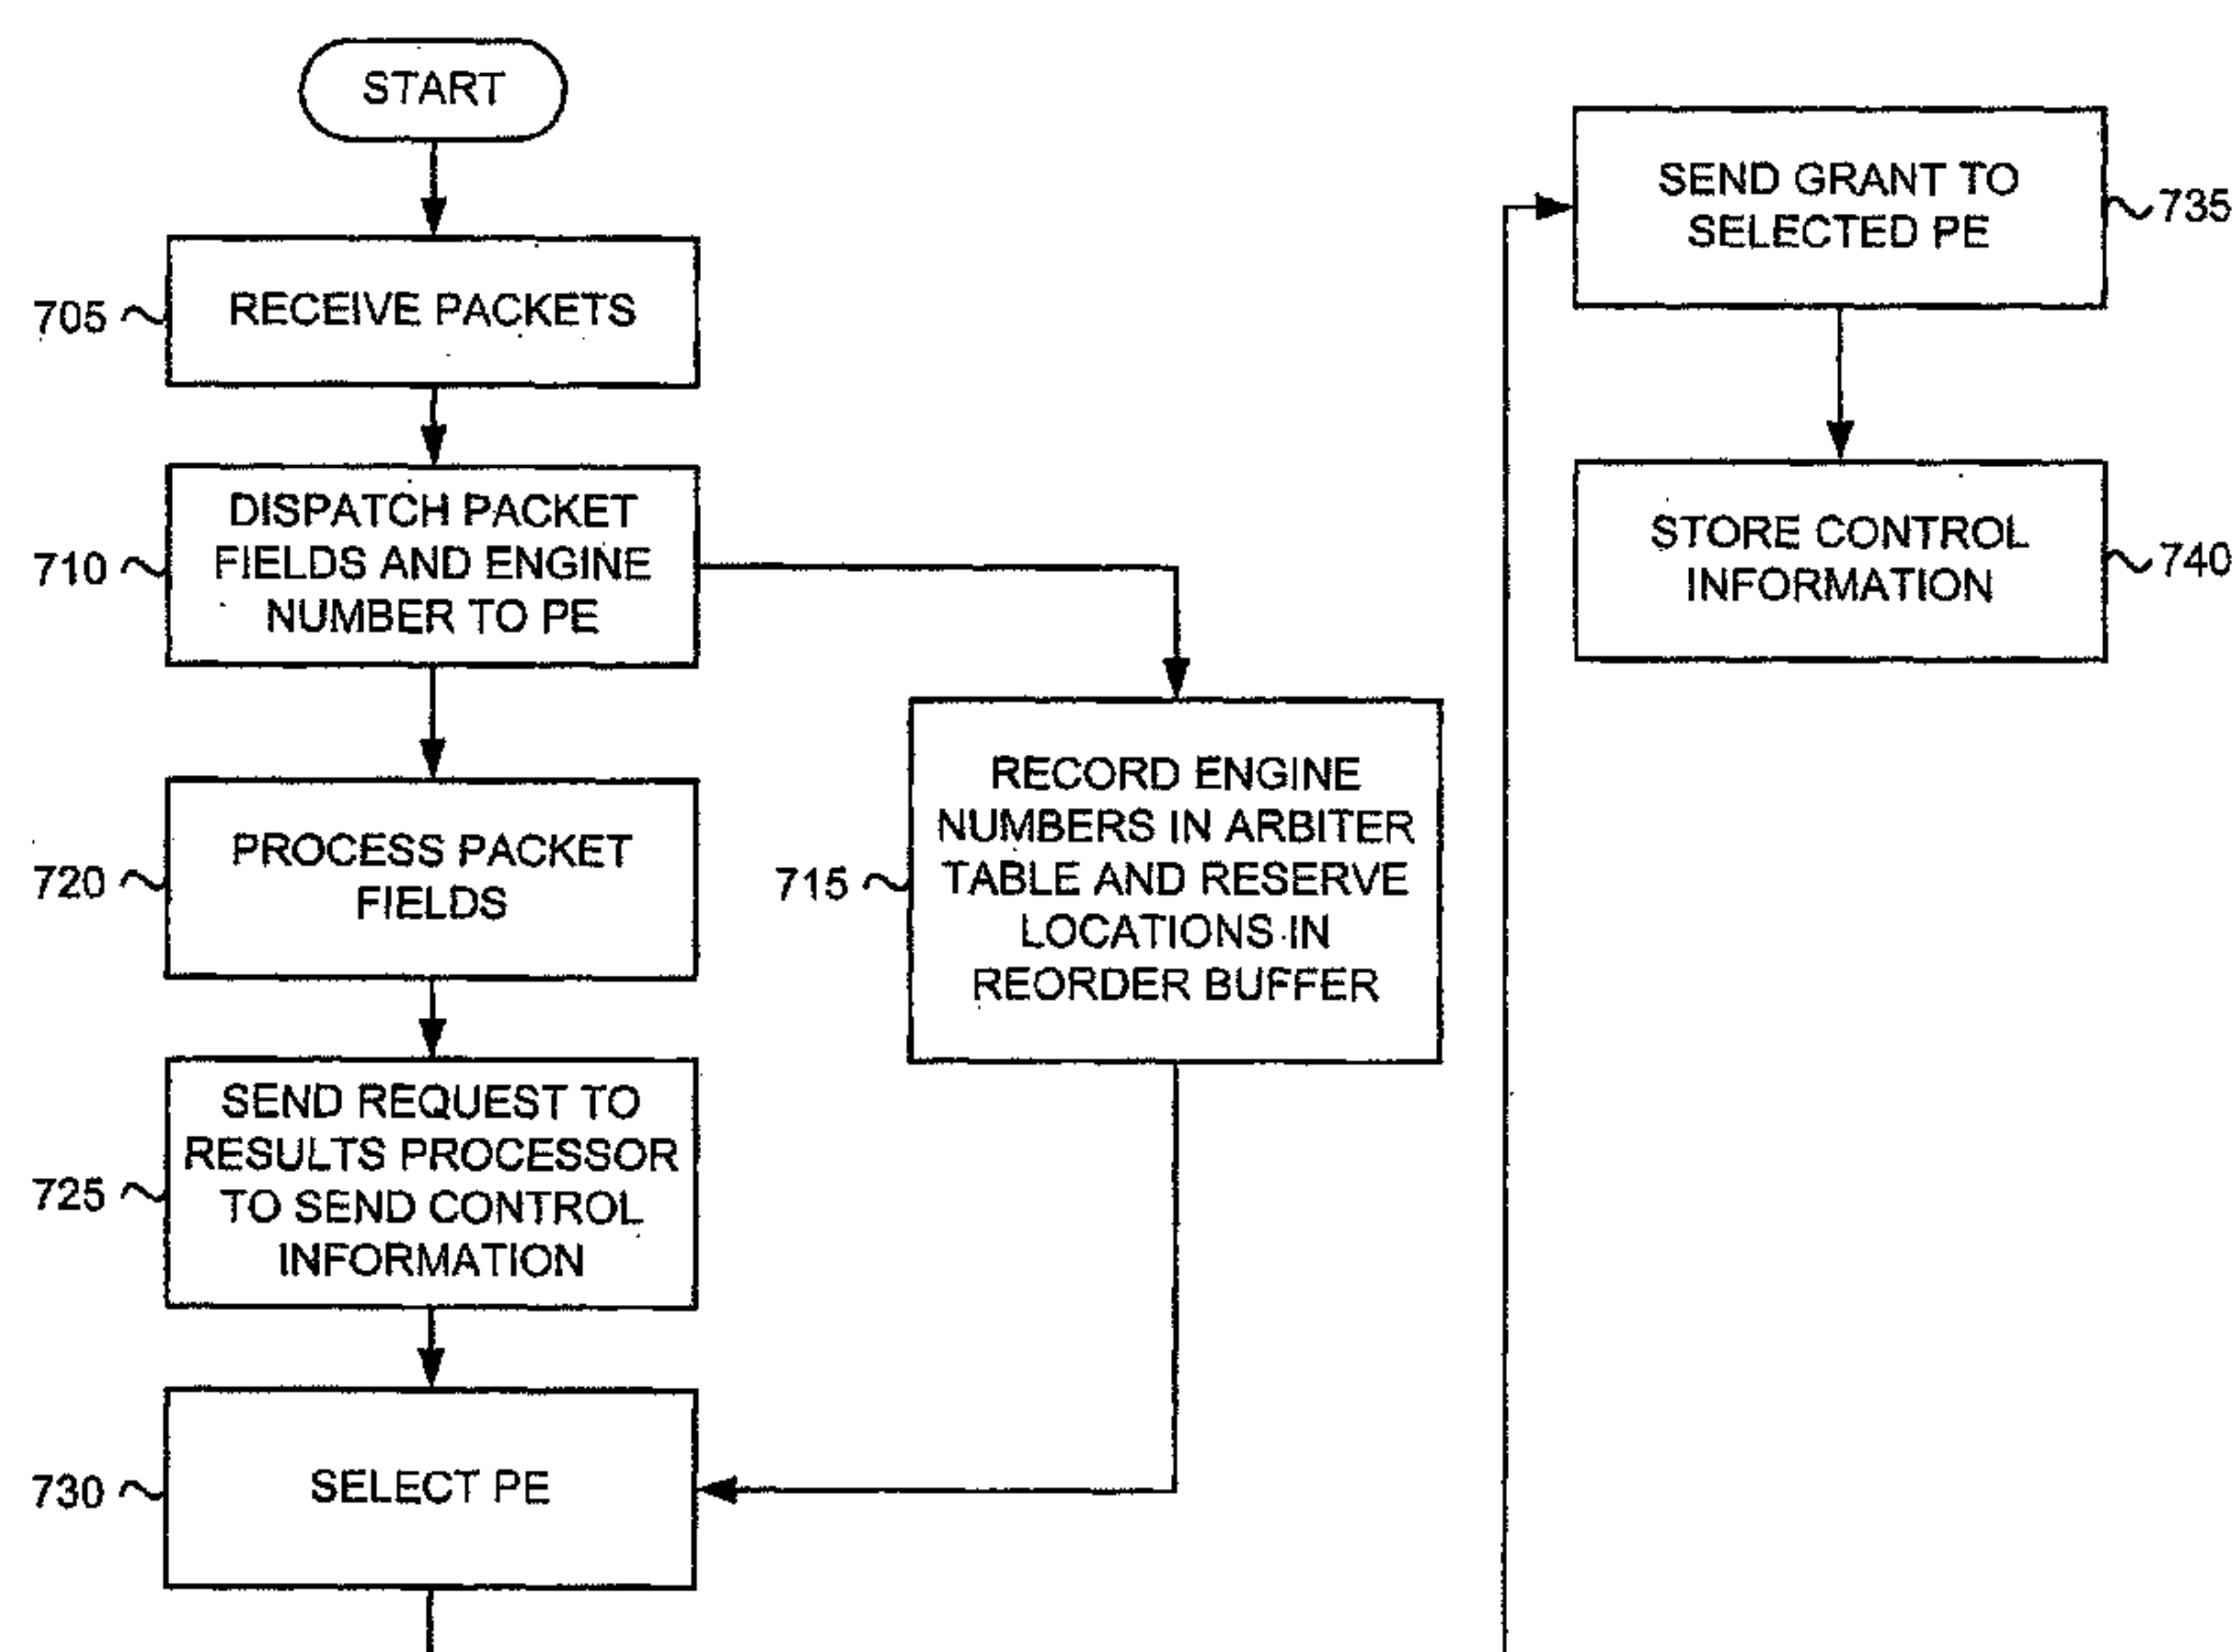 START
705
RECEIVE PACKETS
710
DISPATCH PACKET
FIELDS AND ENGINE
NUMBER TO PE
720
PROCESS PACKET
FIELDS
715
RECORD ENGINE
NUMBERS IN ARBITER
TABLE AND RESERVE
LOCATIONS IN
REORDER BUFFER
725
SEND REQUEST TO
RESULTS PROCESSOR
TO SEND CONTROL
INFORMATION
730
SELECT PE
SEND GRANT TO
SELECTED PE
735
STORE CONTROL
INFORMATION
740